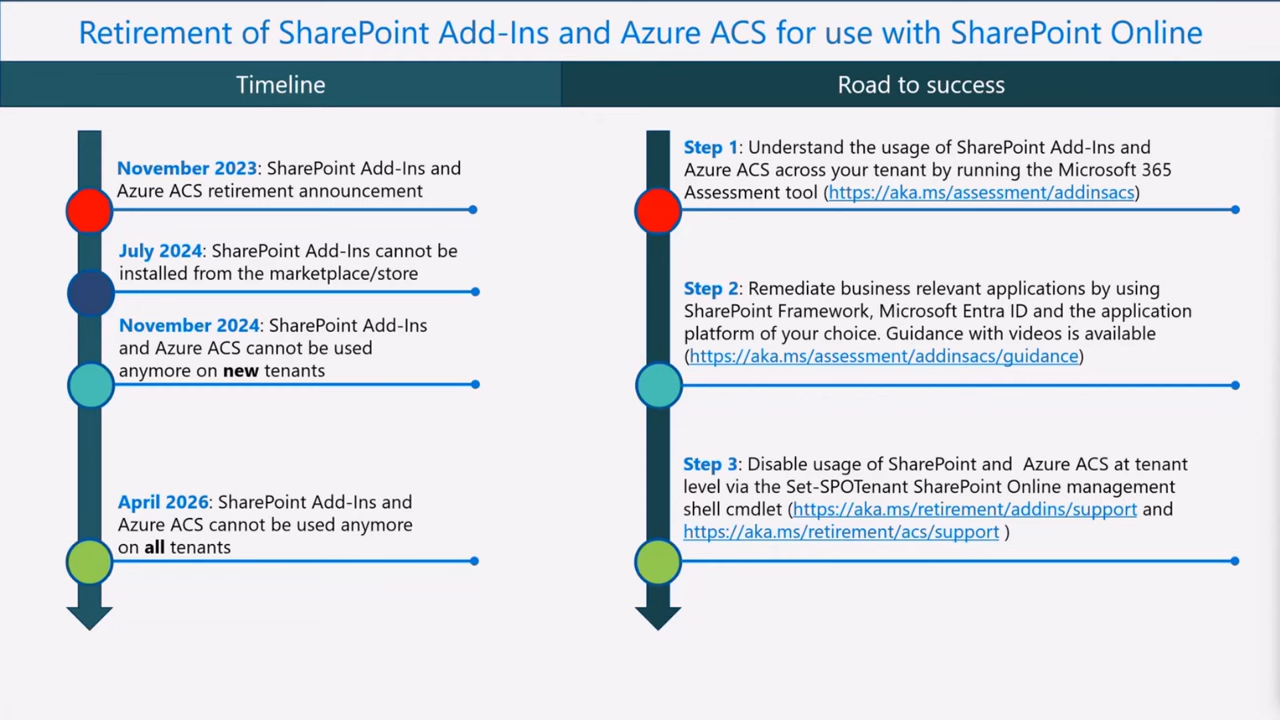 Retirement of SharePoint Add-Ins and Azure ACS for use with SharePoint Online
Timeline
November 2023: SharePoint Add-Ins and
Azure ACS retirement announcement
July 2024: SharePoint Add-Ins cannot be
installed from the marketplace/store
November 2024: SharePoint Add-Ins
and Azure ACS cannot be used
anymore on new tenants
April 2026: SharePoint Add-Ins and
Azure ACS cannot be used anymore
on all tenants
Road to success
Step 1: Understand the usage of SharePoint Add-Ins and
Azure ACS across your tenant by running the Microsoft 365
Assessment tool (https://aka.ms/assessment/addinsacs)
Step 2: Remediate business relevant applications by using
SharePoint Framework, Microsoft Entra ID and the application
platform of your choice. Guidance with videos is available
(https://aka.ms/assessment/addinsacs/guidance)
Step 3: Disable usage of SharePoint and  Azure ACS at tenant
level via the Set-SPOTenant SharePoint Online management
shell cmdlet (https://aka.ms/retirement/addins/support and
https://aka.ms/retirement/acs/support )